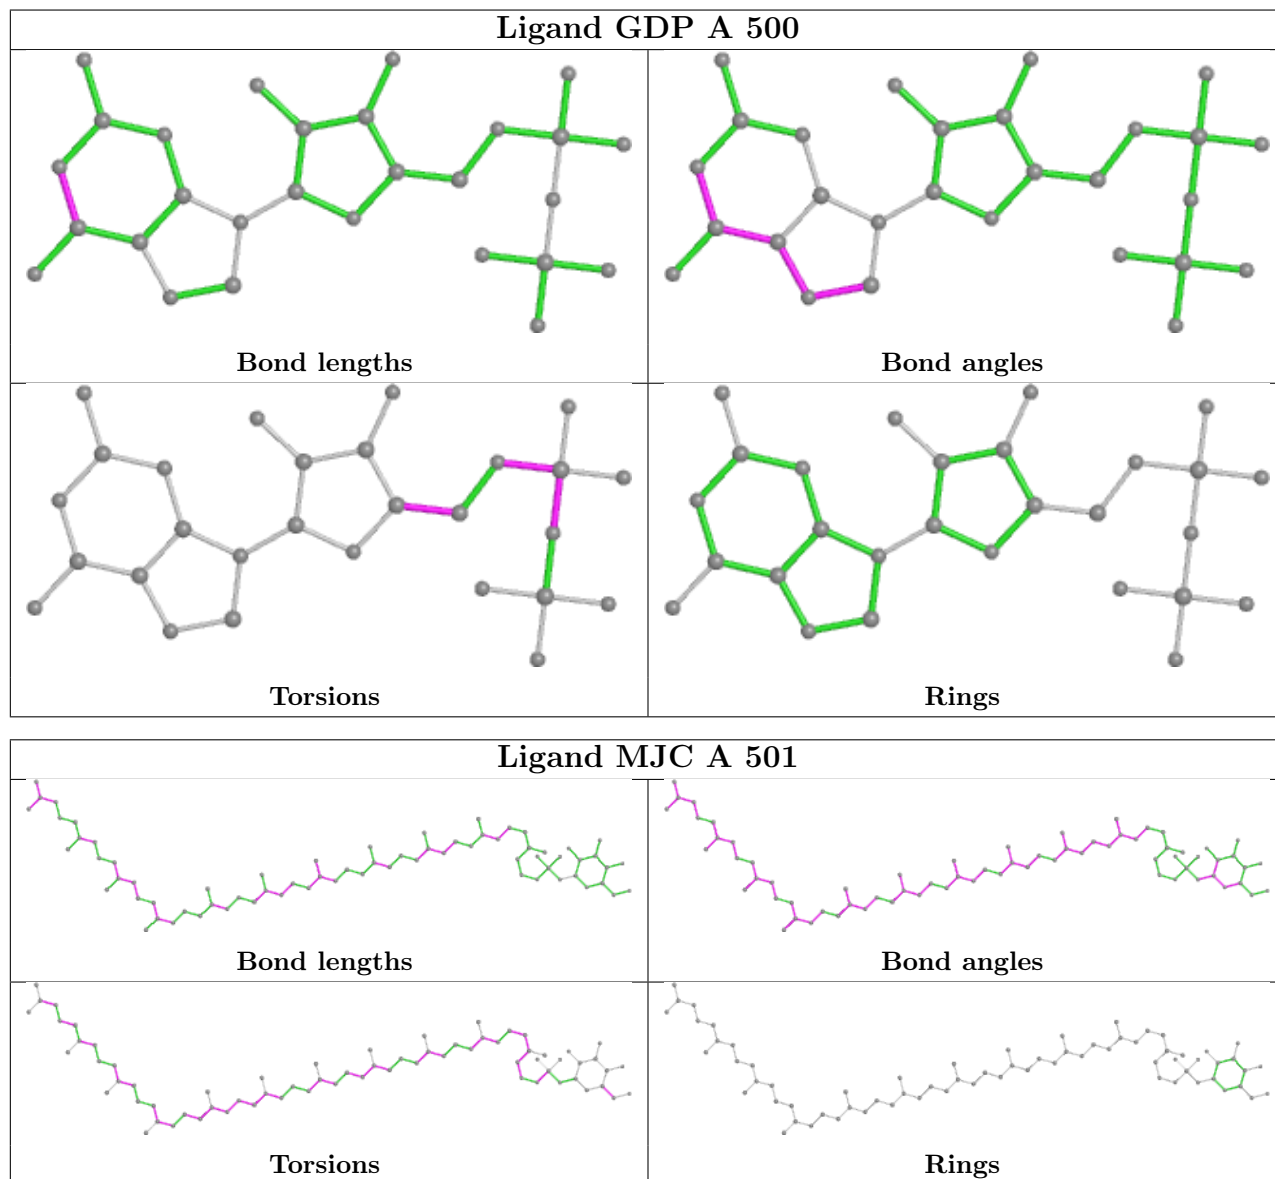 Ligand GDP A 500
Bond lengths
Bond angles
Torsions
Rings
Ligand MJC A 501
Bond lengths
Bond angles
Torsions
Rings